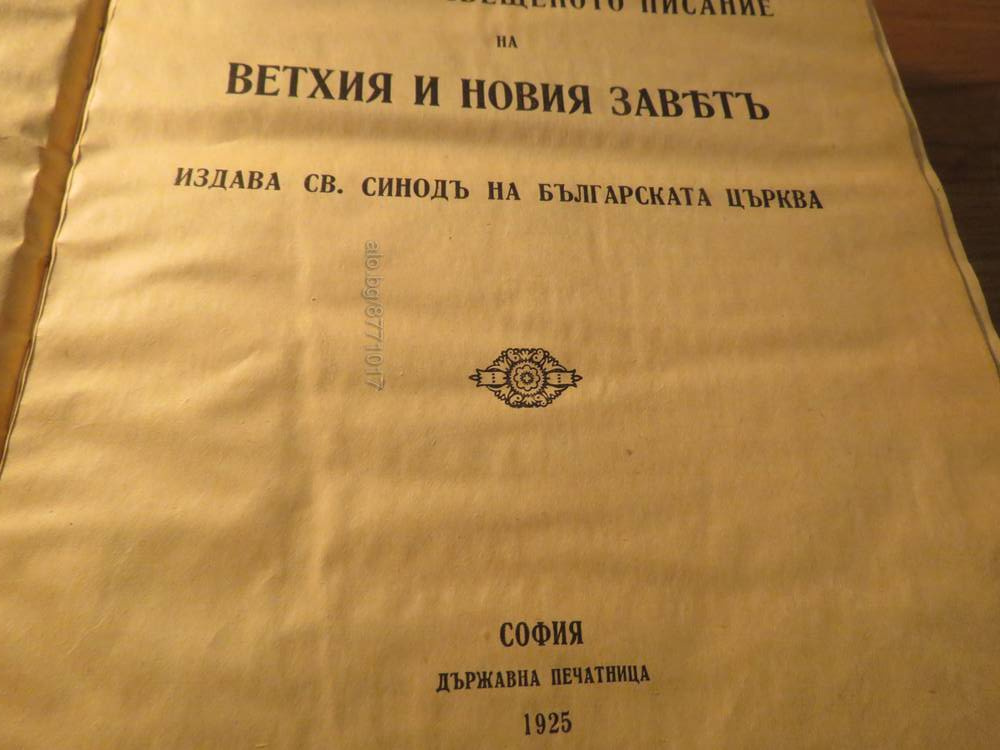 ПИСАНИЕ
НА
ВЕТХИЯ И НОВИЯ ЗАВѢТЪ
ИЗДАВА СВ. СИНОДЪ НА БЪЛГАРСКАТА ЦЪРКВА
alo.bg/8771017
СОФИЯ
ДЪРЖАВНА ПЕЧАТНИЦА
1925